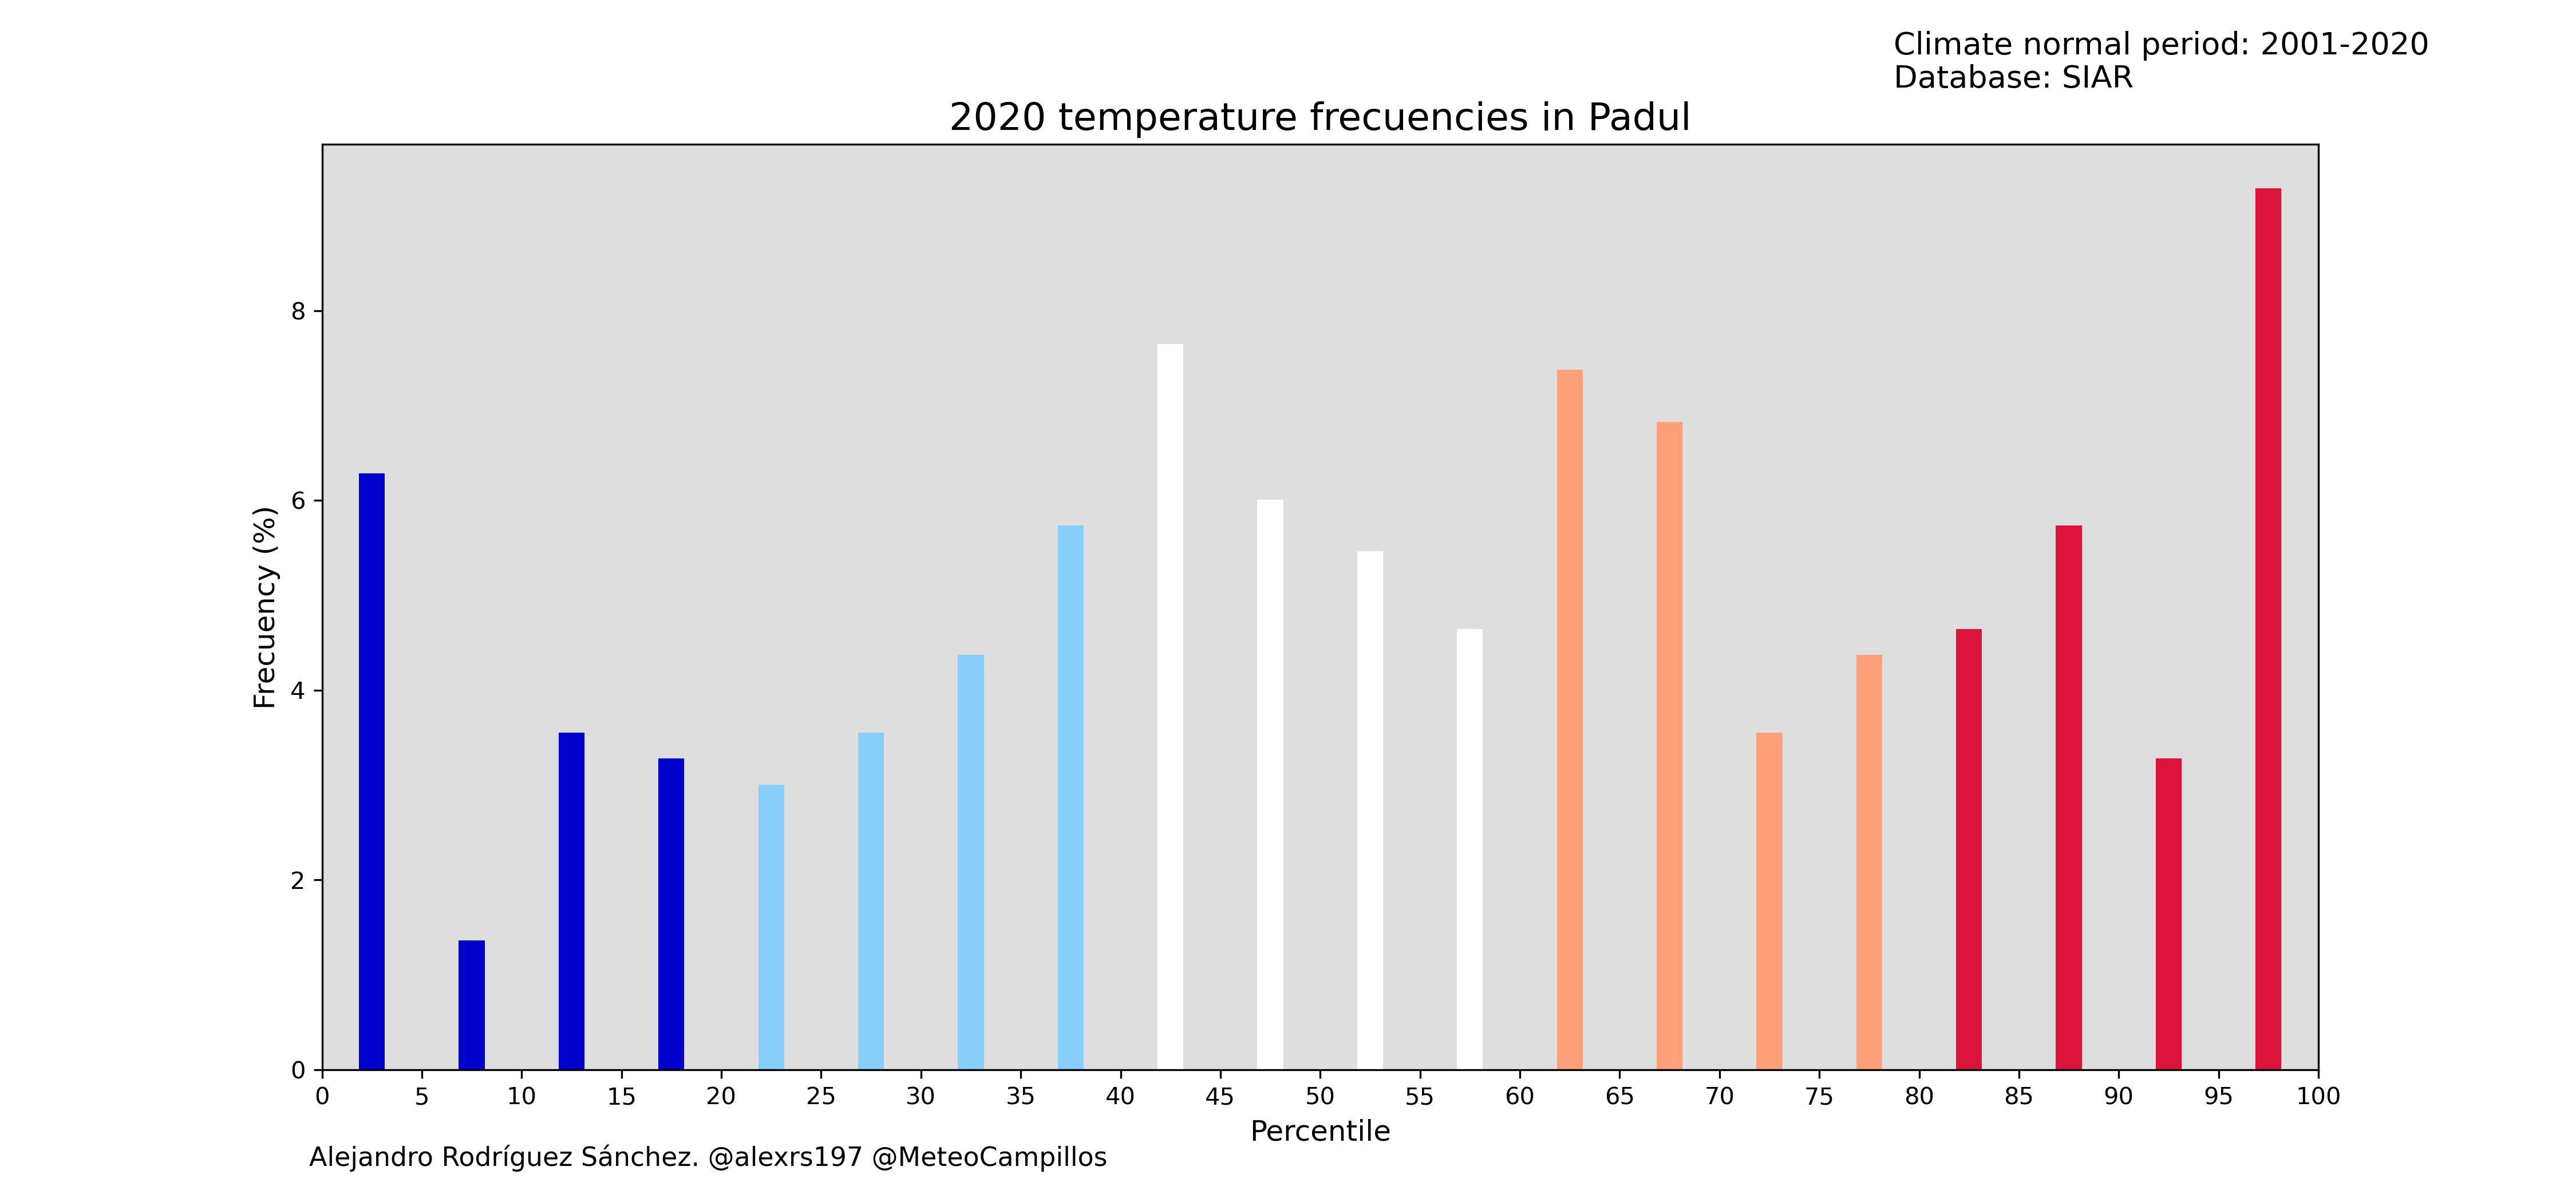 Climate normal period: 2001-2020
Database: SIAR
2020 temperature frecuencies in Padul
8
6
4
2
0
Frecuency (%)
0 5 10 15 20 25 30 35 40 45 50 55 60 65 70 75 80 85 90 95 100
Percentile
Alejandro Rodríguez Sánchez. @alexrs197 @MeteoCampillos